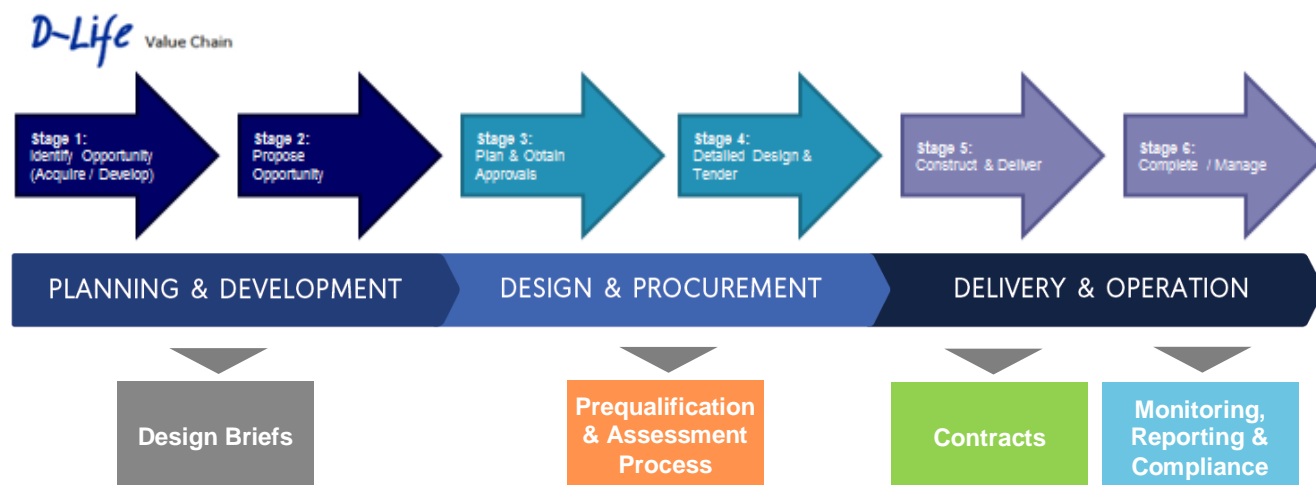 D-Life Value Chain
Stage 1:
Identify Opportunity
(Acquire / Develop)
Stage 2:
Propose
Opportunity
Stage 3:
Plan & Obtain
Approvals
Stage 4:
Detailed Design &
Tender
Stage 5:
Construct & Deliver
Stage 6:
Complete / Manage
PLANNING & DEVELOPMENT
DESIGN & PROCUREMENT
DELIVERY & OPERATION
Design Briefs
Prequalification
& Assessment
Process
Contracts
Monitoring,
Reporting &
Compliance